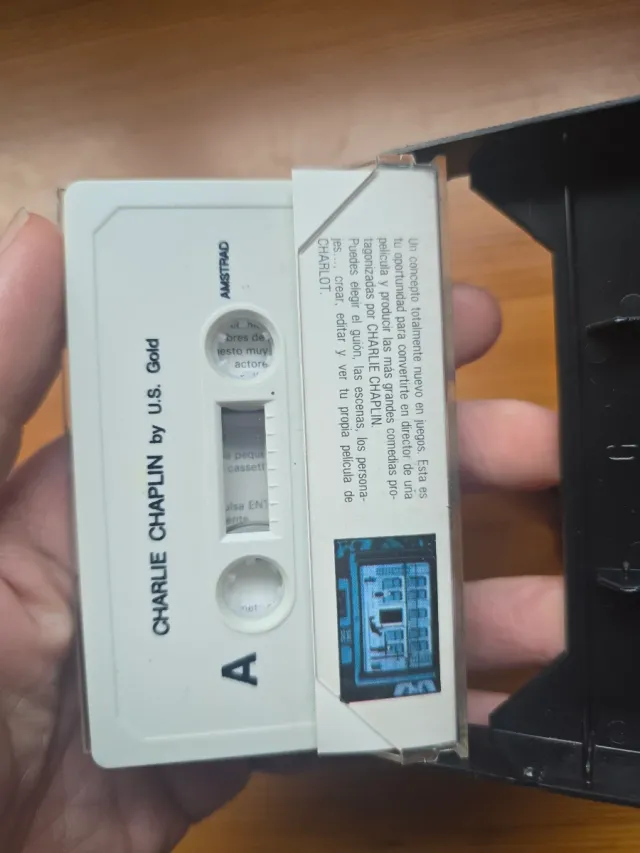 CHARLIE CHAPLIN by U.S. Gold
AMSTRAD
A
Un concepto totalmente nuevo en juegos. Esta es
tu oportunidad para convertirte en director de una
película y producir las más grandes comedias pro-
tagonizadas por CHARLIE CHAPLIN.
Puedes elegir el guión, las escenas, los persona-
jes..., crear, editar y ver tu propia película de
CHARLOT.